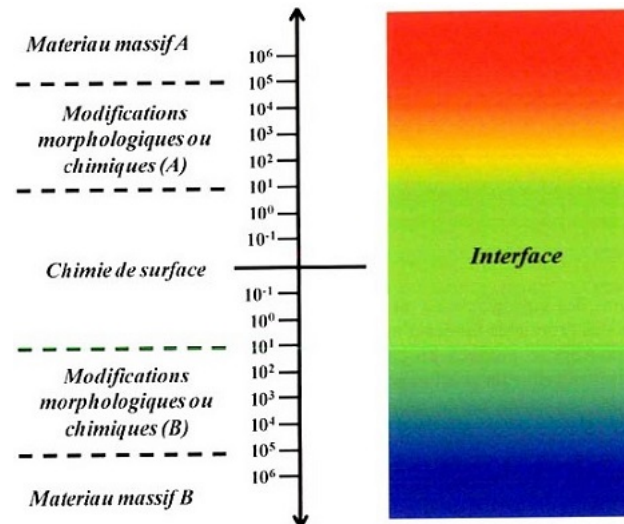 Materiau massif A
10⁶
10⁵
Modifications
morphologiques ou
chimiques (A)
10⁴
10³
10²
10¹
10⁰
10⁻¹
Chimie de surface
Interface
10⁻¹
10⁰
10¹
Modifications
morphologiques ou
chimiques (B)
10²
10³
10⁴
10⁵
10⁶
Materiau massif B